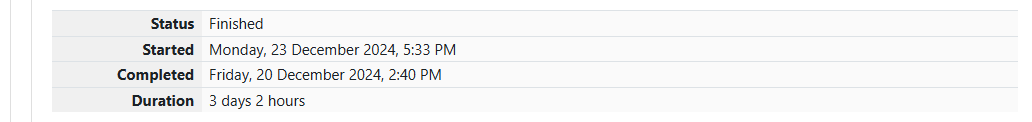 Status Finished
Started Monday, 23 December 2024, 5:33 PM
Completed Friday, 20 December 2024, 2:40 PM
Duration 3 days 2 hours